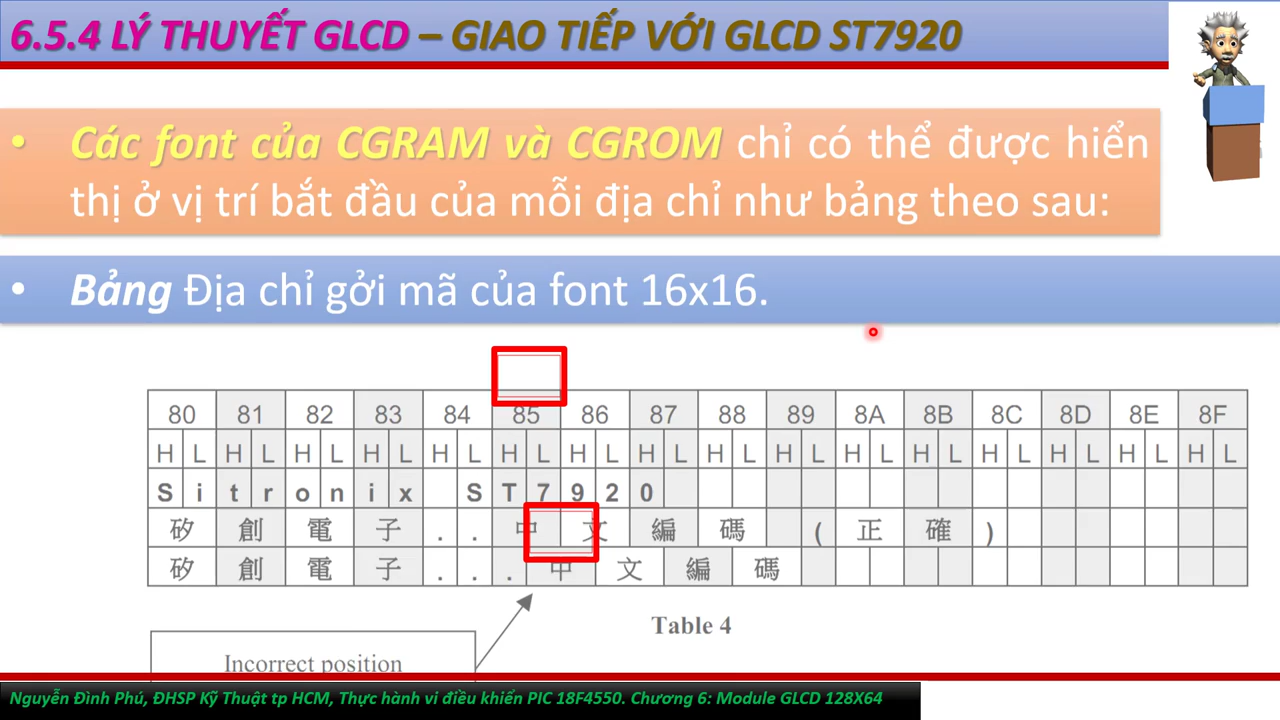 6.5.4 LÝ THUYẾT GLCD – GIAO TIẾP VỚI GLCD ST7920
• Các font của CGRAM và CGROM chỉ có thể được hiển
thị ở vị trí bắt đầu của mỗi địa chỉ như bảng theo sau:
• Bảng Địa chỉ gởi mã của font 16x16.
80 81 82 83 84 85 86 87 88 89 8A 8B 8C 8D 8E 8F
H L H L H L H L H L H L H L H L H L H L H L H L H L H L H L H L
S i t r o n i x S T 7 9 2 0
矽 創 電 子 . . 中 文 編 碼 ( 正 確 )
矽 創 電 子 . . . 中 文 編 碼
Table 4
Incorrect position
Nguyễn Đình Phú, ĐHSP Kỹ Thuật tp HCM, Thực hành vi điều khiển PIC 18F4550. Chương 6: Module GLCD 128X64